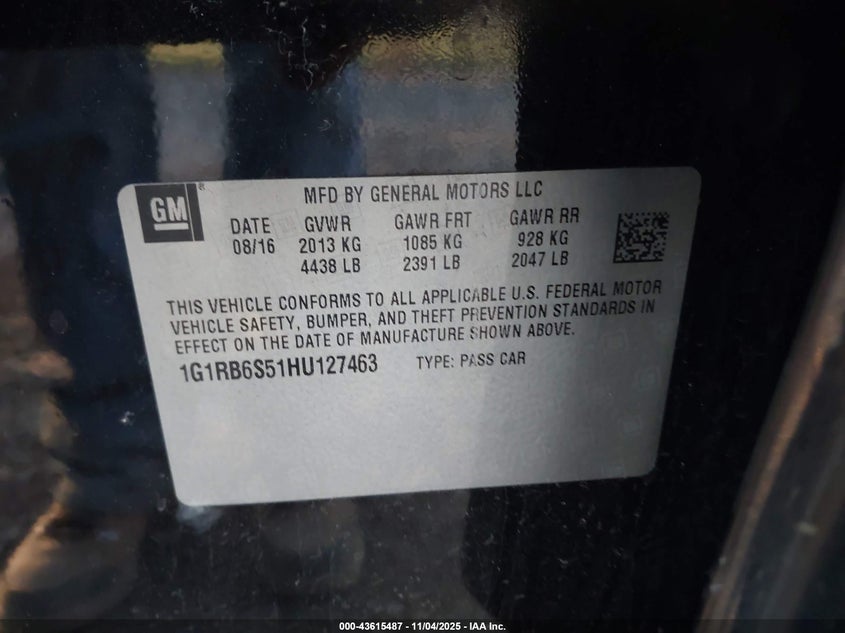 GM®
MFD BY GENERAL MOTORS LLC
DATE GVWR GAWR FRT GAWR RR
08/16 2013 KG 1085 KG 928 KG
4438 LB 2391 LB 2047 LB
THIS VEHICLE CONFORMS TO ALL APPLICABLE U.S. FEDERAL MOTOR
VEHICLE SAFETY, BUMPER, AND THEFT PREVENTION STANDARDS IN
EFFECT ON THE DATE OF MANUFACTURE SHOWN ABOVE.
1G1RB6S51HU127463 TYPE: PASS CAR
000-43615487 - 11/04/2025 - IAA Inc.